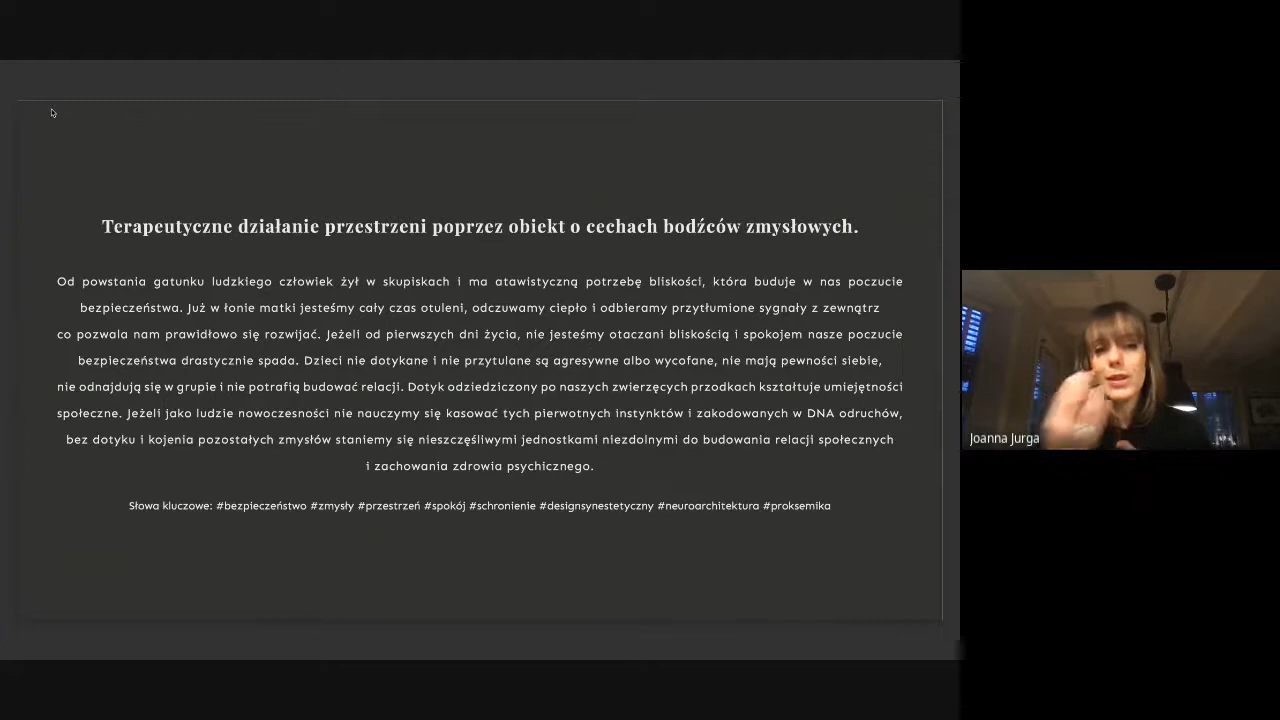 Terapeutyczne działanie przestrzeni poprzez obiekt o cechach bodźców zmysłowych.
Od powstania gatunku ludzkiego człowiek żył w skupiskach i ma atawistyczną potrzebę bliskości, która buduje w nas poczucie
bezpieczeństwa. Już w łonie matki jesteśmy cały czas otuleni, odczuwamy ciepło i odbieramy przytłumione sygnały z zewnątrz
co pozwala nam prawidłowo się rozwijać. Jeżeli od pierwszych dni życia, nie jesteśmy otaczani bliskością i spokojem nasze poczucie
bezpieczeństwa drastycznie spada. Dzieci nie dotykane i nie przytulane są agresywne albo wycofane, nie mają pewności siebie,
nie odnajdują się w grupie i nie potrafią budować relacji. Dotyk odziedziczony po naszych zwierzęcych przodkach kształtuje umiejętności
społeczne. Jeżeli jako ludzie nowoczesności nie nauczymy się kasować tych pierwotnych instynktów i zakodowanych w DNA odruchów,
bez dotyku i kojenia pozostałych zmysłów staniemy się nieszczęśliwymi jednostkami niezdolnymi do budowania relacji społecznych
i zachowania zdrowia psychicznego.
Słowa kluczowe: #bezpieczeństwo #zmysły #przestrzeń #spokój #schronienie #designsynestetyczny #neuroarchitektura #proksemika
Joanna Jurga